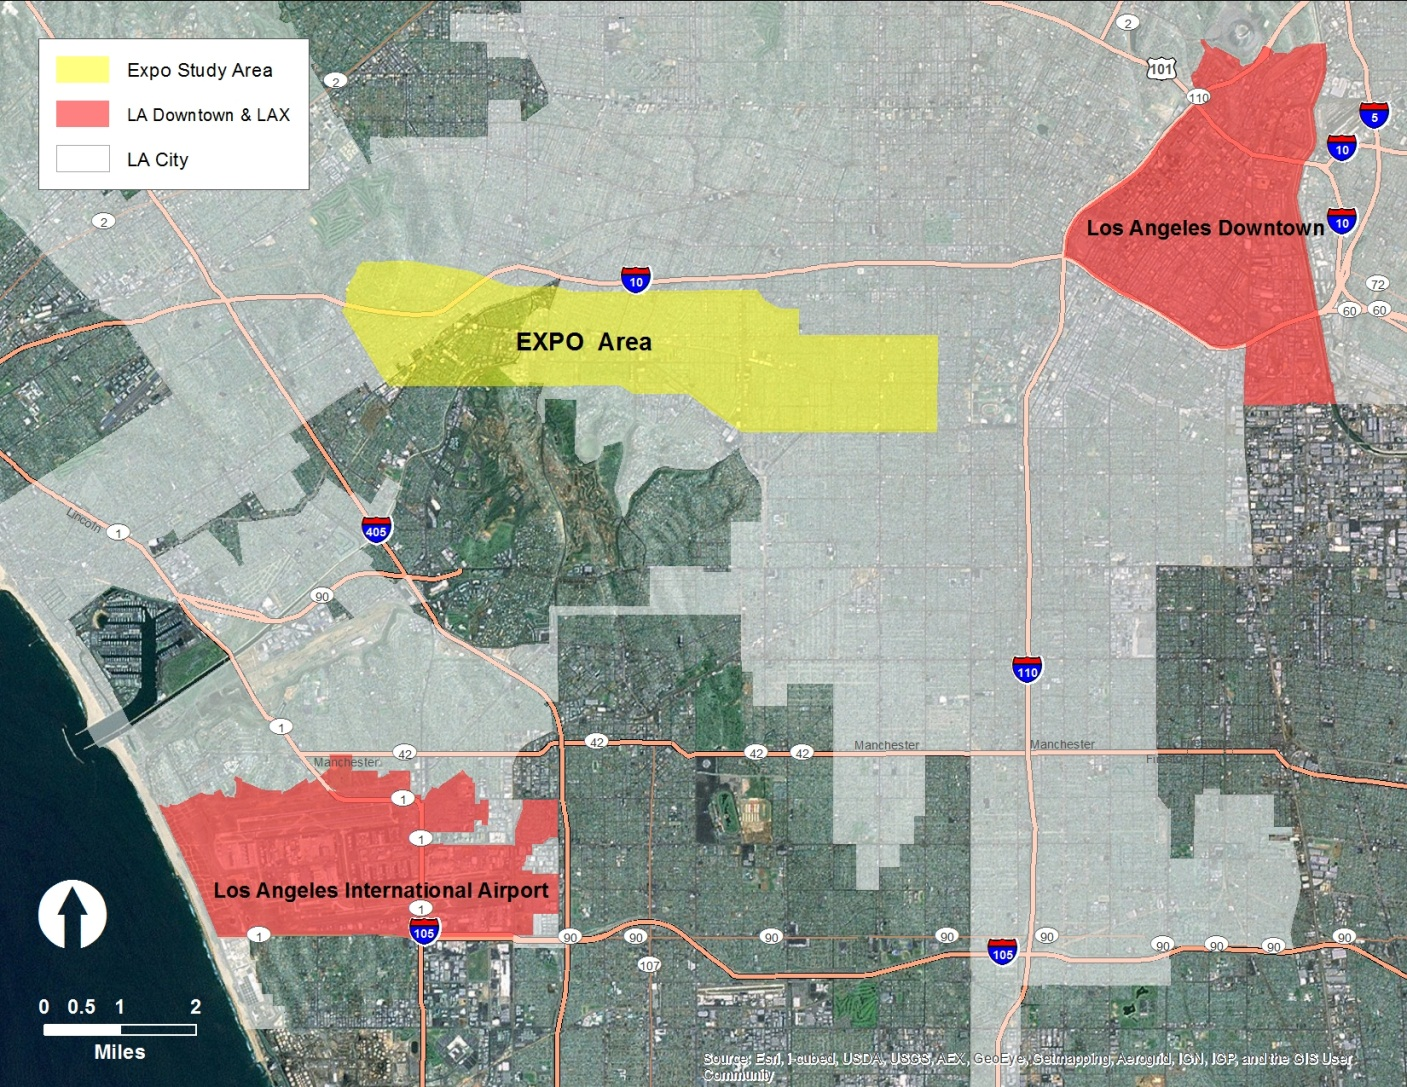 Expo Study Area
LA Downtown & LAX
LA City
2
2
2
101
110
5
10
10
Los Angeles Downtown
10
72
60
60
EXPO Area
Lincoln
1
405
90
110
1
42
42
42
42
Manchester
Manchester
Manchester
1
1
Los Angeles International Airport
1
105
1
90
90
90
90
90
90
90
90
90
105
107
0 0.5 1 2
Miles
Source: Esri, i-cubed, USDA, USGS, AEX, GeoEye, Getmapping, Aerogrid, IGN, IGP, and the GIS User
Community